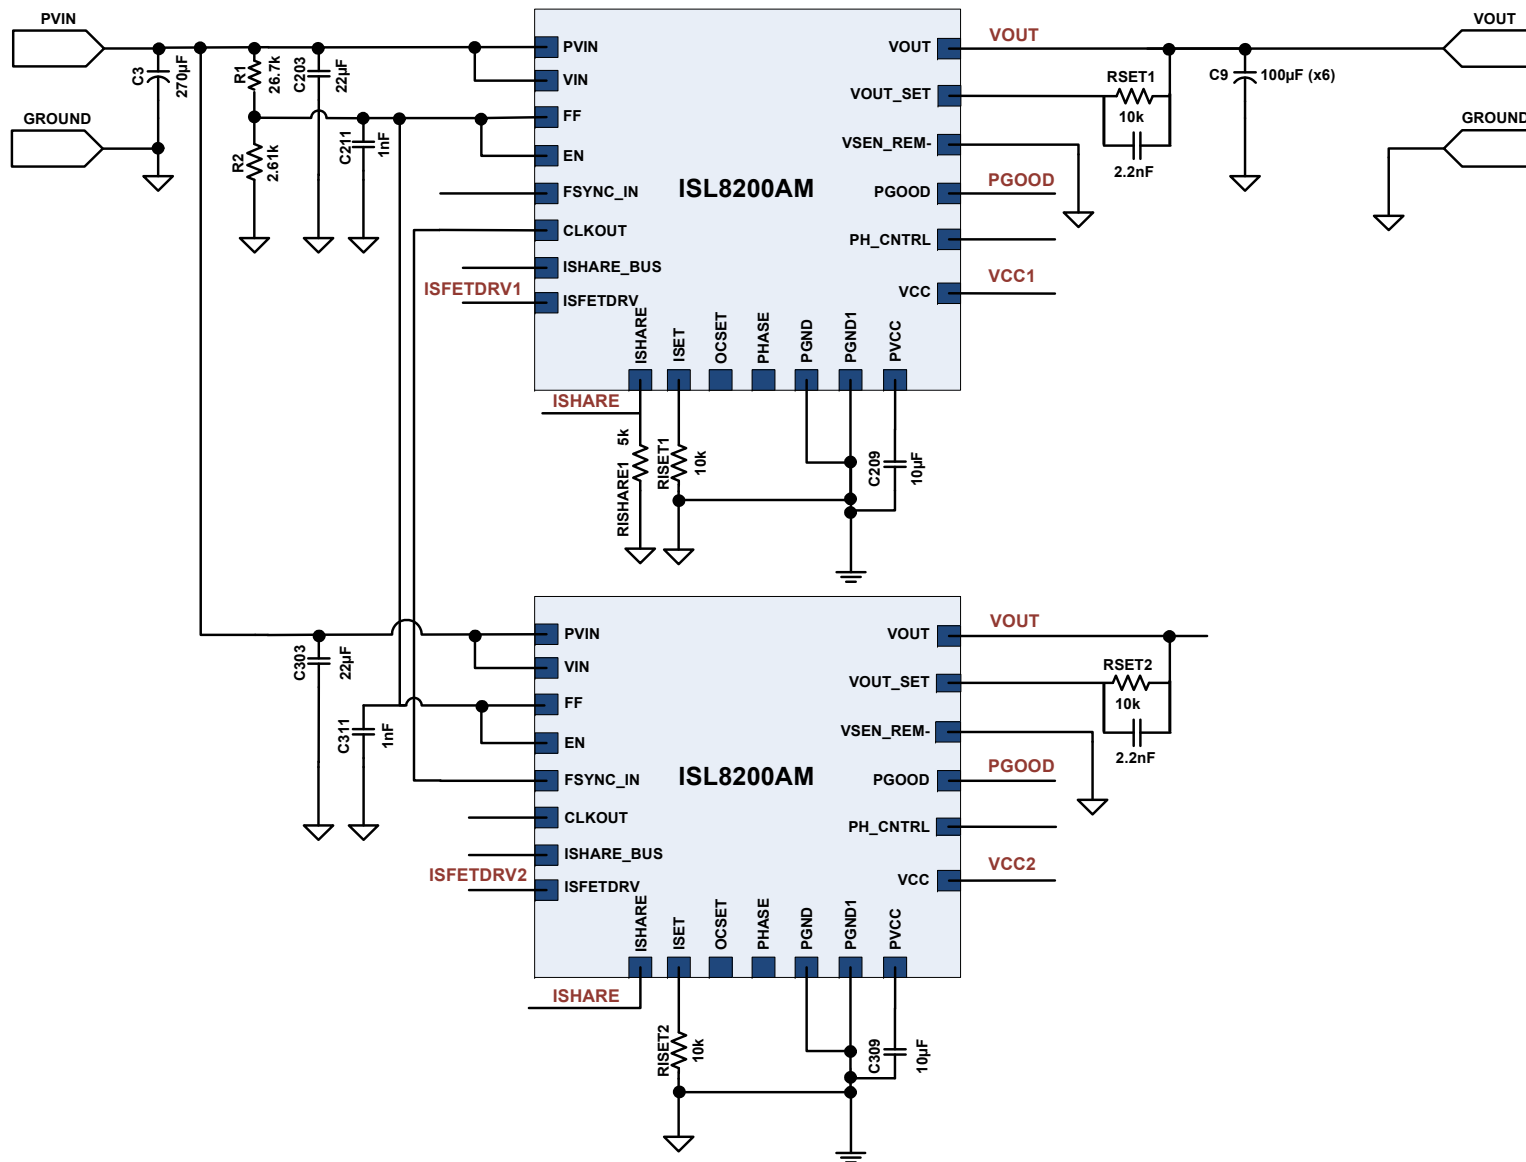 PVIN
GROUND
C3
270µF
R1
26.7k
C203
22µF
R2
2.61k
C211
1nF
PVIN
VIN
FF
EN
FSYNC_IN
CLKOUT
ISHARE_BUS
ISFETDRV
ISFETDRV1
ISL8200AM
VOUT
VOUT_SET
VSEN_REM-
PGOOD
PH_CNTRL
VCC
ISHARE
ISET
OCSET
PHASE
PGND
PGND1
PVCC
VOUT
RSET1
10k
2.2nF
C9
100µF (x6)
VOUT
GROUND
PGOOD
VCC1
ISHARE
RISHARE1
5k
RISET1
10k
C209
10µF
C303
22µF
C311
1nF
PVIN
VIN
FF
EN
FSYNC_IN
CLKOUT
ISHARE_BUS
ISFETDRV
ISFETDRV2
ISL8200AM
VOUT
VOUT_SET
VSEN_REM-
PGOOD
PH_CNTRL
VCC
ISHARE
ISET
OCSET
PHASE
PGND
PGND1
PVCC
VOUT
RSET2
10k
2.2nF
PGOOD
VCC2
ISHARE
RISET2
10k
C309
10µF